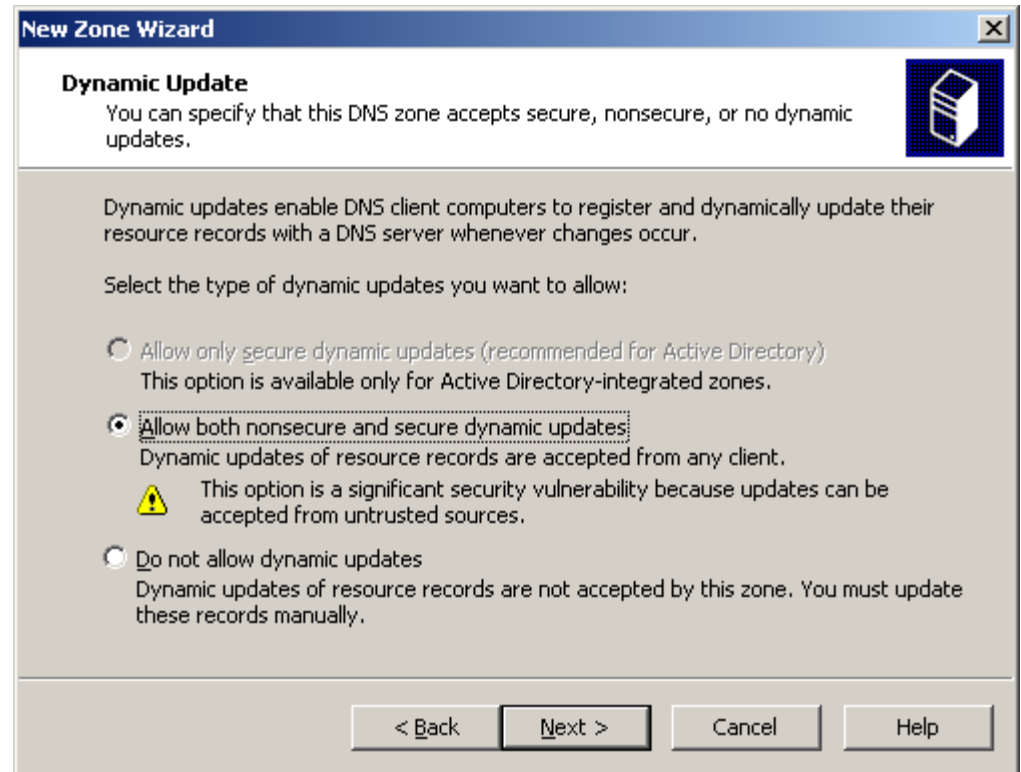 New Zone Wizard
Dynamic Update
You can specify that this DNS zone accepts secure, nonsecure, or no dynamic
updates.
Dynamic updates enable DNS client computers to register and dynamically update their
resource records with a DNS server whenever changes occur.
Select the type of dynamic updates you want to allow:
Allow only secure dynamic updates (recommended for Active Directory)
This option is available only for Active Directory-integrated zones.
Allow both nonsecure and secure dynamic updates
Dynamic updates of resource records are accepted from any client.
This option is a significant security vulnerability because updates can be
accepted from untrusted sources.
Do not allow dynamic updates
Dynamic updates of resource records are not accepted by this zone. You must update
these records manually.
< Back Next > Cancel Help